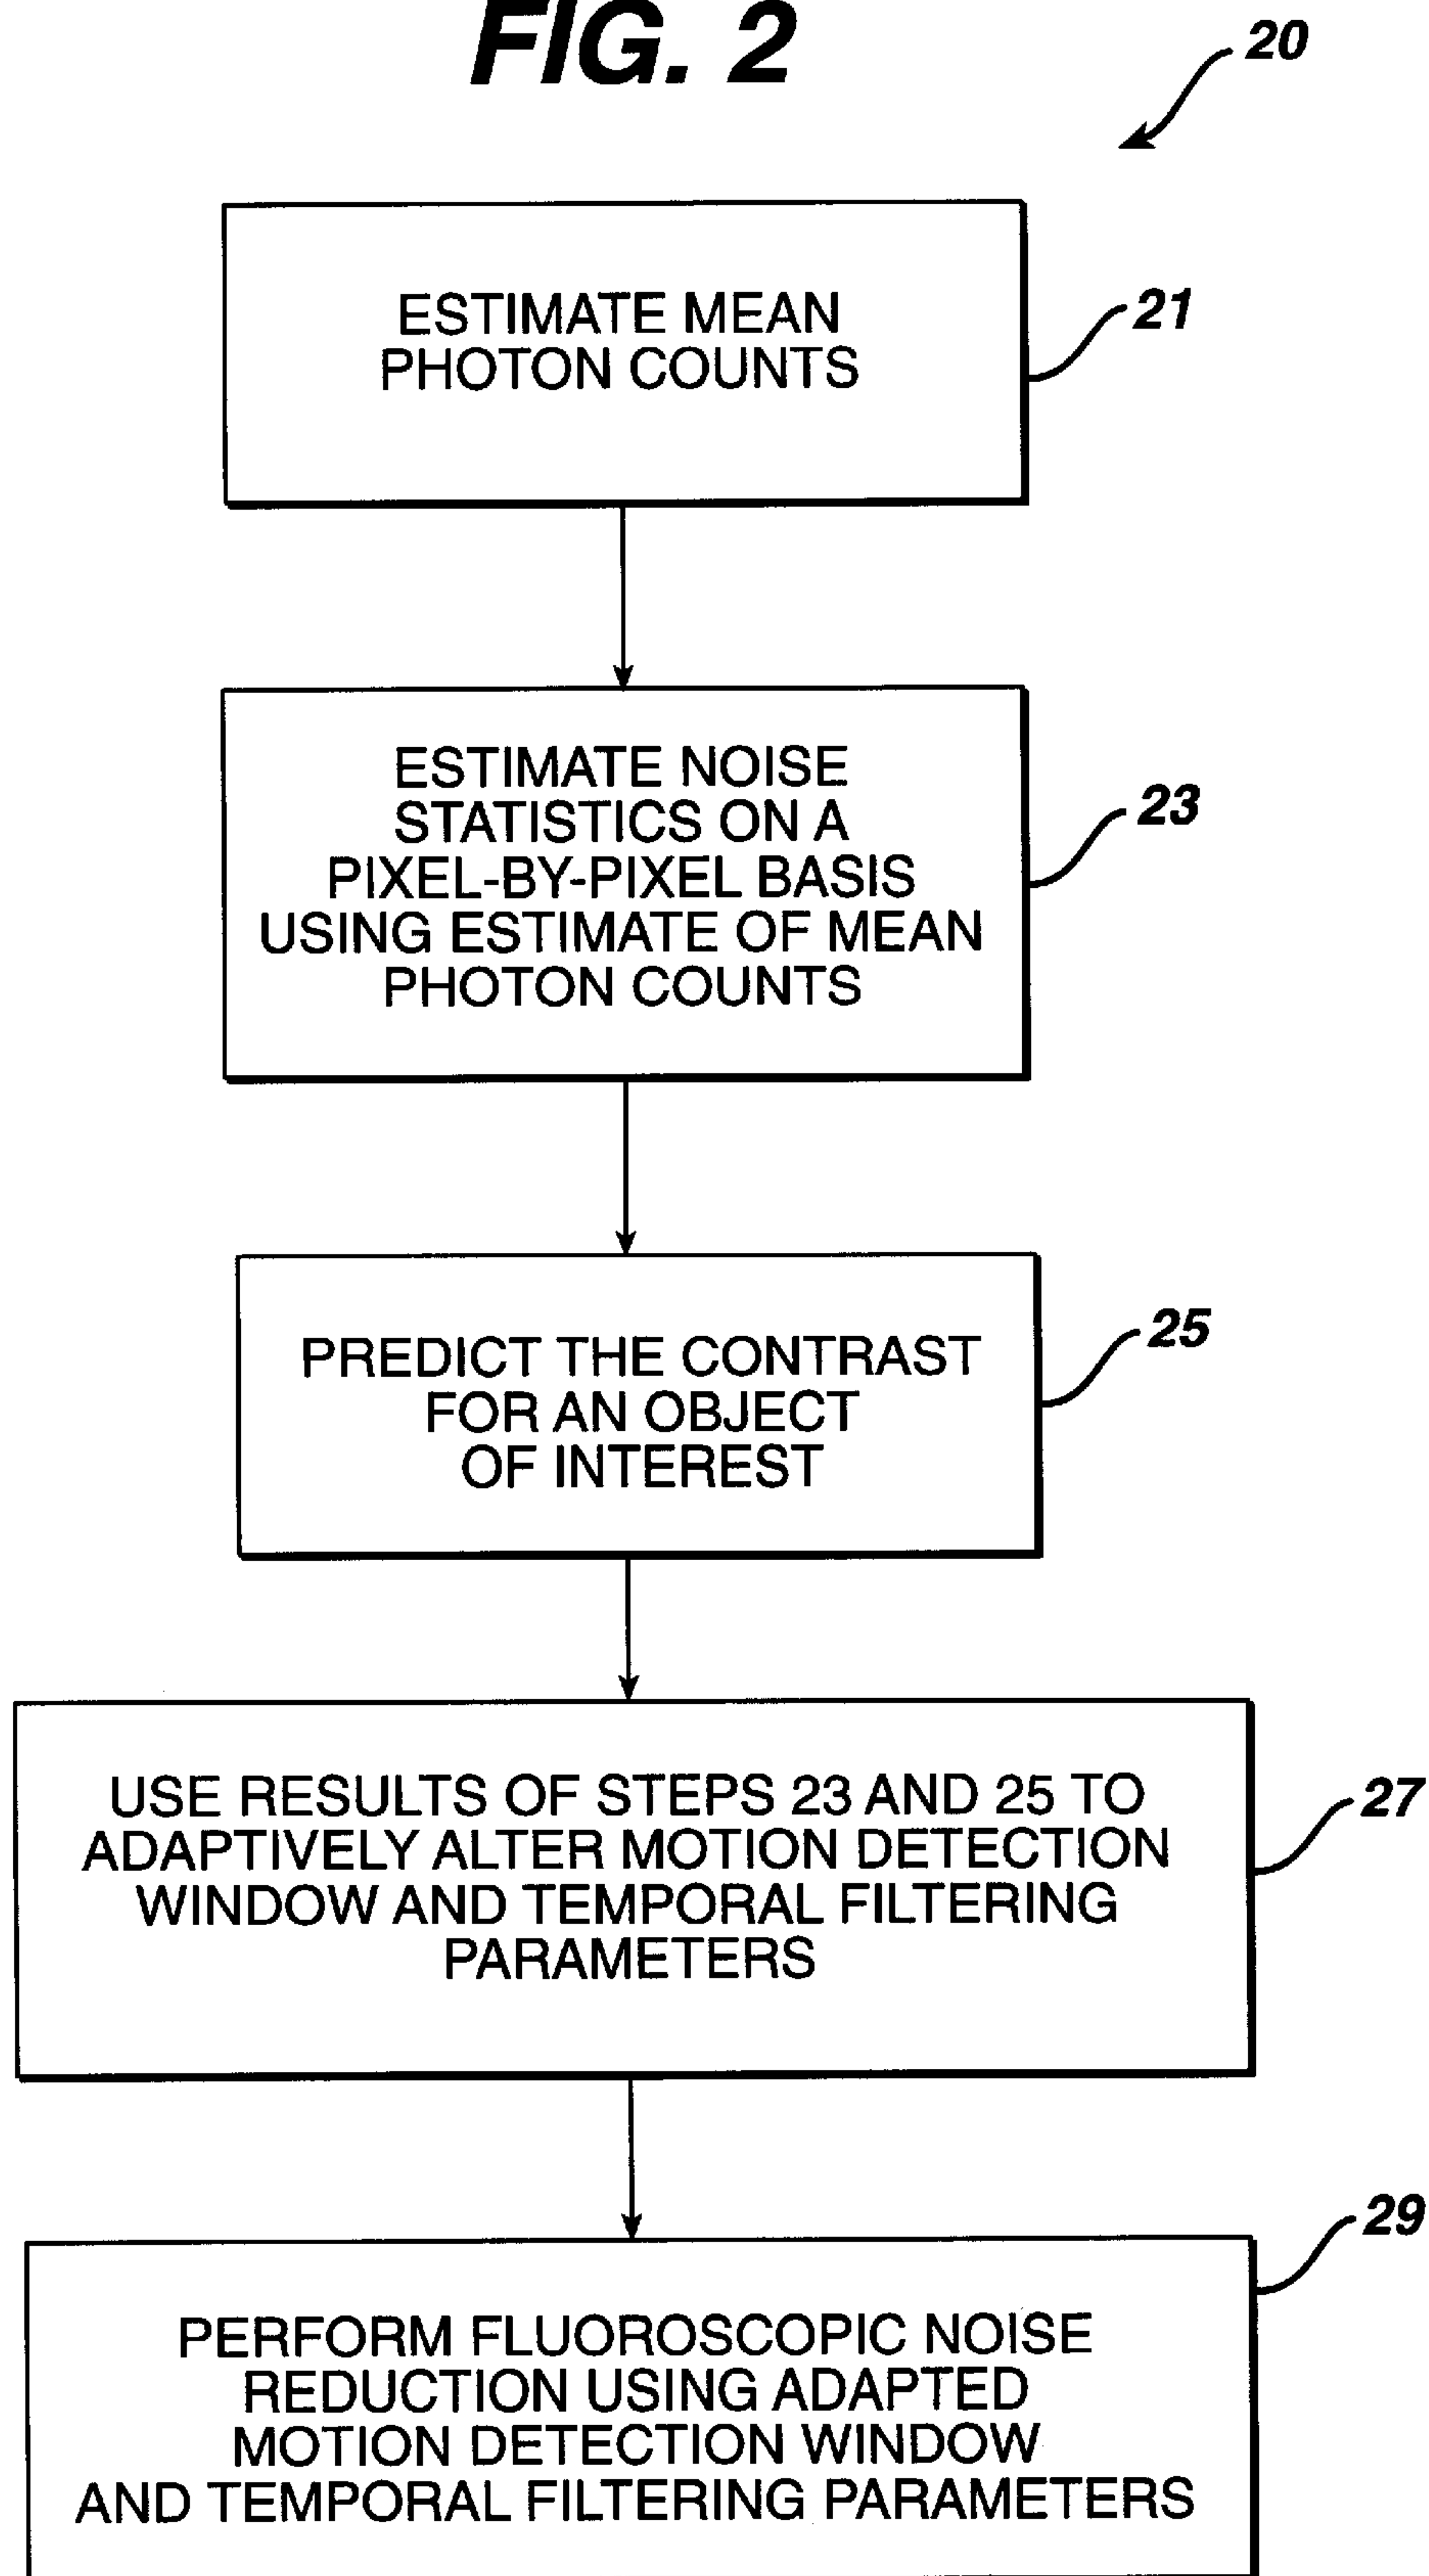 FIG. 2
20
ESTIMATE MEAN
PHOTON COUNTS
21
ESTIMATE NOISE
STATISTICS ON A
PIXEL-BY-PIXEL BASIS
USING ESTIMATE OF MEAN
PHOTON COUNTS
23
PREDICT THE CONTRAST
FOR AN OBJECT
OF INTEREST
25
USE RESULTS OF STEPS 23 AND 25 TO
ADAPTIVELY ALTER MOTION DETECTION
WINDOW AND TEMPORAL FILTERING
PARAMETERS
27
PERFORM FLUOROSCOPIC NOISE
REDUCTION USING ADAPTED
MOTION DETECTION WINDOW
AND TEMPORAL FILTERING PARAMETERS
29